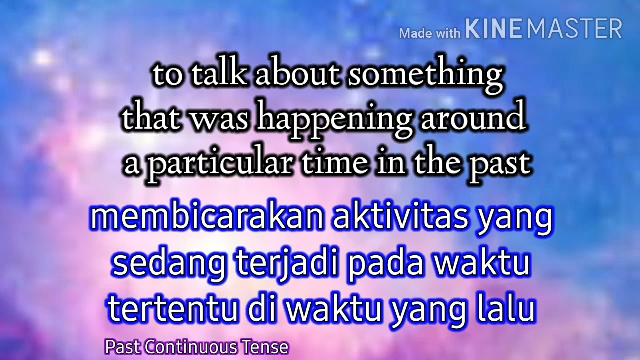 Made with KINEMASTER
to talk about something
that was happening around
a particular time in the past
membicarakan aktivitas yang
sedang terjadi pada waktu
tertentu di waktu yang lalu
Past Continuous Tense